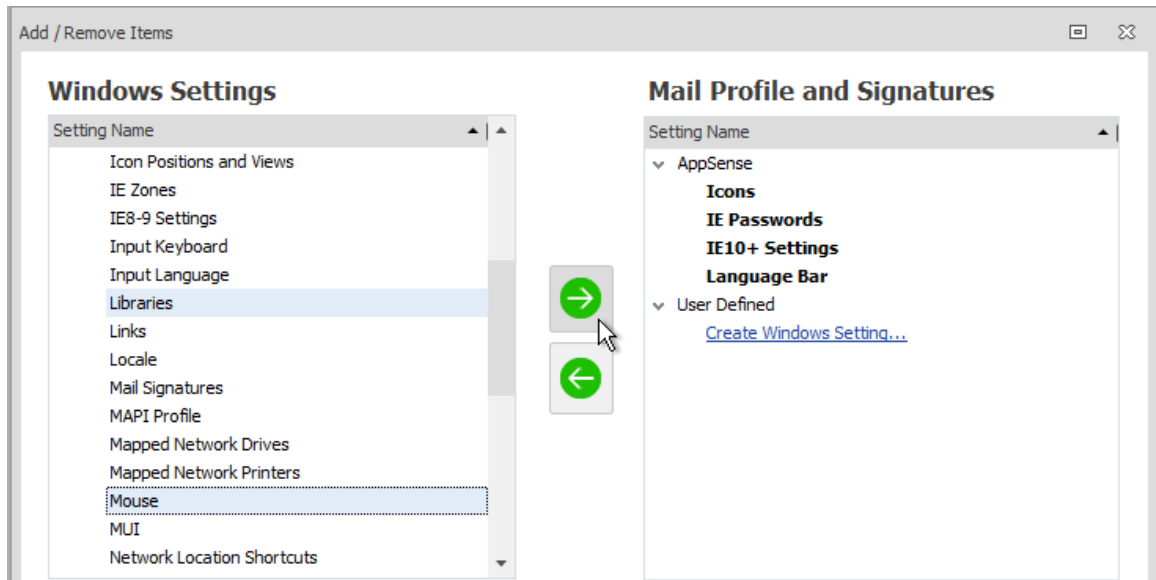 Add / Remove Items
Windows Settings
Setting Name
Icon Positions and Views
IE Zones
IE8-9 Settings
Input Keyboard
Input Language
Libraries
Links
Locale
Mail Signatures
MAPI Profile
Mapped Network Drives
Mapped Network Printers
Mouse
MUI
Network Location Shortcuts
Mail Profile and Signatures
Setting Name
AppSense
Icons
IE Passwords
IE10+ Settings
Language Bar
User Defined
Create Windows Setting...